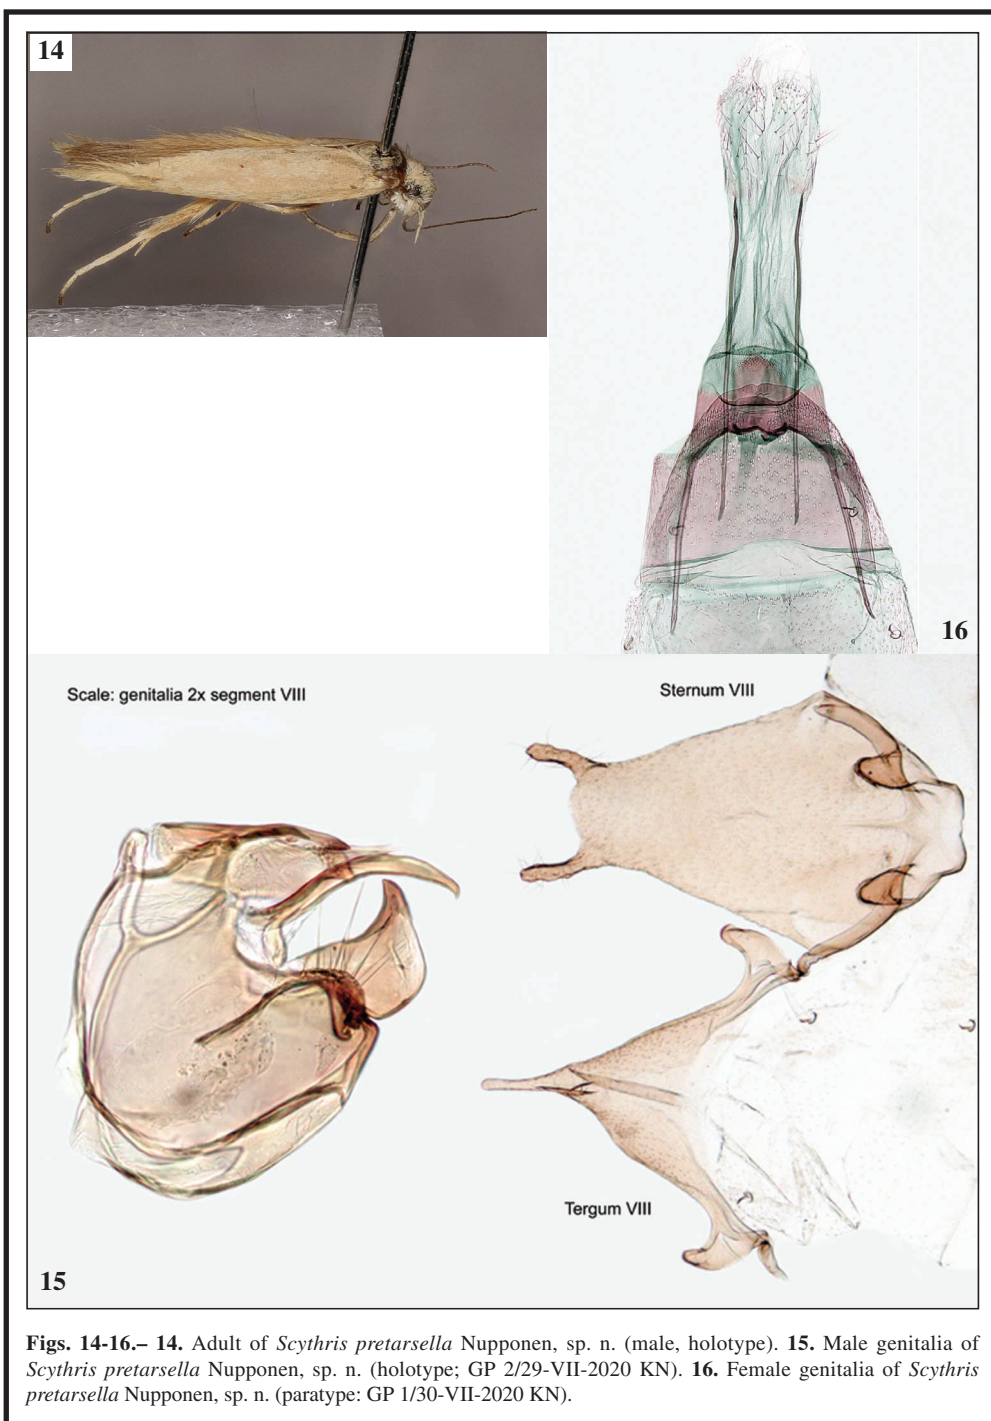 14
16
Scale: genitalia 2x segment VIII
Sternum VIII
Tergum VIII
15
Figs. 14-16.– 14. Adult of Scythris pretarsella Nupponen, sp. n. (male, holotype). 15. Male genitalia of
Scythris pretarsella Nupponen, sp. n. (holotype; GP 2/29-VII-2020 KN). 16. Female genitalia of Scythris
pretarsella Nupponen, sp. n. (paratype: GP 1/30-VII-2020 KN).